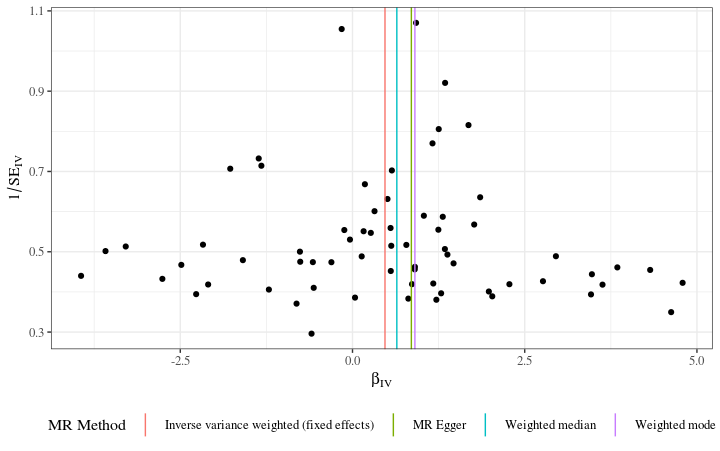 1.1
0.9
0.7
0.5
0.3
1/SE_IV
-2.5 0.0 2.5 5.0
β_IV
MR Method Inverse variance weighted (fixed effects) MR Egger Weighted median Weighted mode